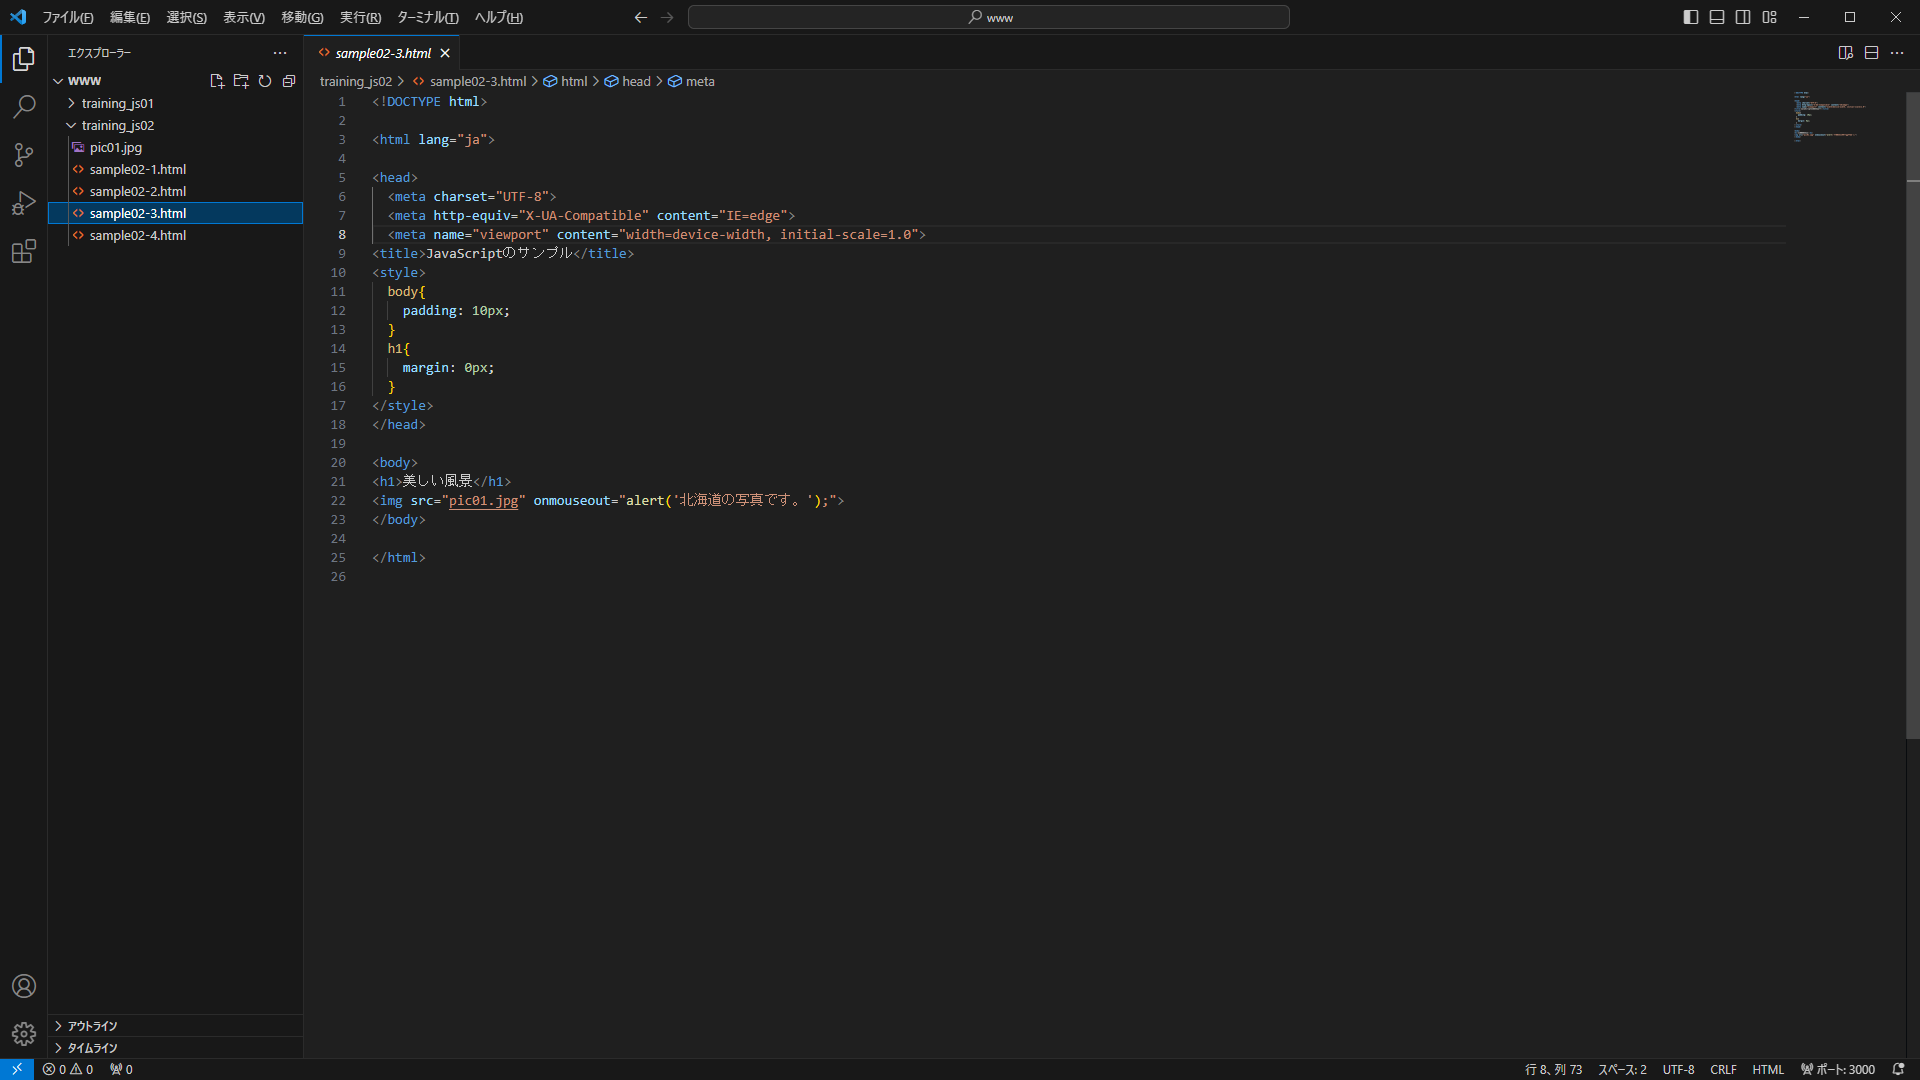 ファイル(F) 編集(E) 選択(S) 表示(V) 移動(G) 実行(R) ターミナル(T) ヘルプ(H)
www
エクスプローラー
WWW
training_js01
training_js02
pic01.jpg
sample02-1.html
sample02-2.html
sample02-3.html
sample02-4.html
アウトライン
タイムライン
sample02-3.html
training_js02 > sample02-3.html > html > head > meta
1 <!DOCTYPE html>
2
3 <html lang="ja">
4
5 <head>
6 <meta charset="UTF-8">
7 <meta http-equiv="X-UA-Compatible" content="IE=edge">
8 <meta name="viewport" content="width=device-width, initial-scale=1.0">
9 <title>JavaScriptのサンプル</title>
10 <style>
11 body{
12 padding: 10px;
13 }
14 h1{
15 margin: 0px;
16 }
17 </style>
18 </head>
19
20 <body>
21 <h1>美しい風景</h1>
22 <img src="pic01.jpg" onmouseout="alert('北海道の写真です。');">
23 </body>
24
25 </html>
26
0 0 0 行 8、列 73 スペース: 2 UTF-8 CRLF HTML ポート: 3000